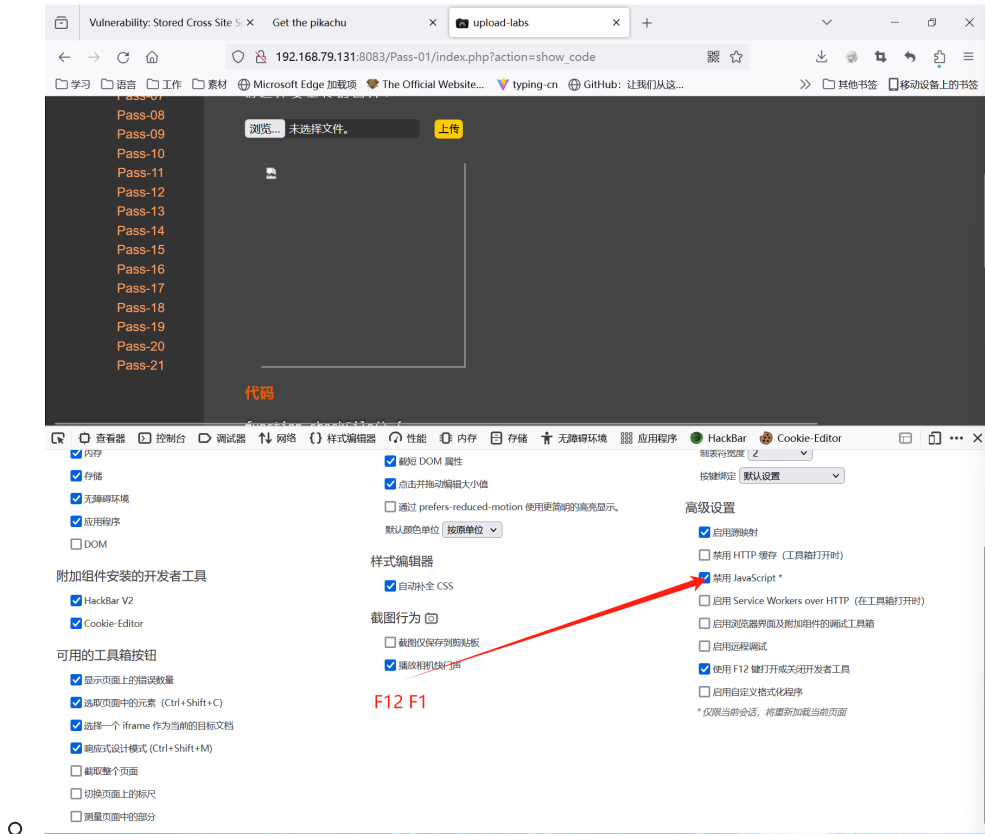 Vulnerability: Stored Cross Site Sc
Get the pikachu
upload-labs
192.168.79.131:8083/Pass-01/index.php?action=show_code
学习 语言 工作 素材 Microsoft Edge 加载项 The Official Website... typing-cn GitHub：让我们从这... 其他书签 移动设备上的书签
Pass-07
Pass-08
Pass-09
Pass-10
Pass-11
Pass-12
Pass-13
Pass-14
Pass-15
Pass-16
Pass-17
Pass-18
Pass-19
Pass-20
Pass-21
浏览... 未选择文件。 上传
代码
function checkFile() {
查看器 控制台 调试器 网络 {} 样式编辑器 性能 内存 存储 无障碍环境 应用程序 HackBar Cookie-Editor
内存
存储
无障碍环境
应用程序
DOM
附加组件安装的开发者工具
HackBar V2
Cookie-Editor
可用的工具箱按钮
显示页面上的错误数量
选取页面中的元素 (Ctrl+Shift+C)
选择一个 iframe 作为当前的目标文档
响应式设计模式 (Ctrl+Shift+M)
截取整个页面
切换页面上的标尺
测量页面中的部分
截短 DOM 属性
点击并拖动编辑大小值
通过 prefers-reduced-motion 使用更简明的高亮显示。
默认颜色单位 按原单位
样式编辑器
自动补全 CSS
截图行为
截图仅保存到剪贴板
播放相机快门声
F12 F1
制表符宽度 2
按键绑定 默认设置
高级设置
启用源映射
禁用 HTTP 缓存（工具箱打开时）
禁用 JavaScript *
启用 Service Workers over HTTP（在工具箱打开时）
启用浏览器界面及附加组件的调试工具箱
启用远程调试
使用 F12 键打开或关闭开发者工具
启用自定义格式化程序
* 仅限当前会话，将重新加载当前页面